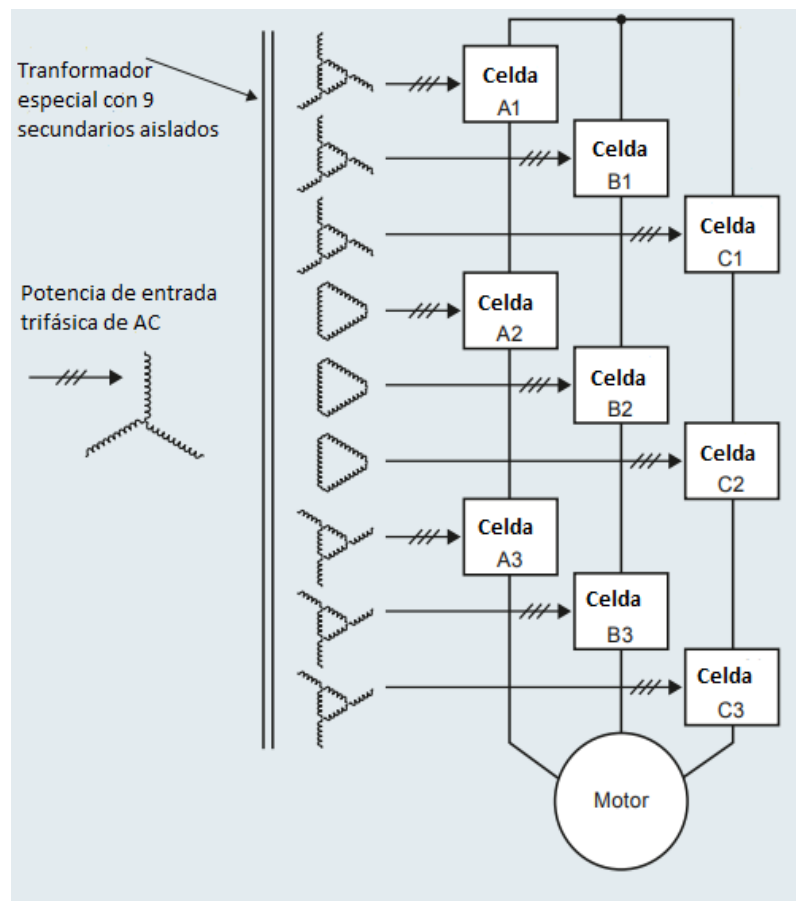 Tranformador
especial con 9
secundarios aislados
Celda
A1
Celda
B1
Celda
C1
Potencia de entrada
trifásica de AC
Celda
A2
Celda
B2
Celda
C2
Celda
A3
Celda
B3
Celda
C3
Motor